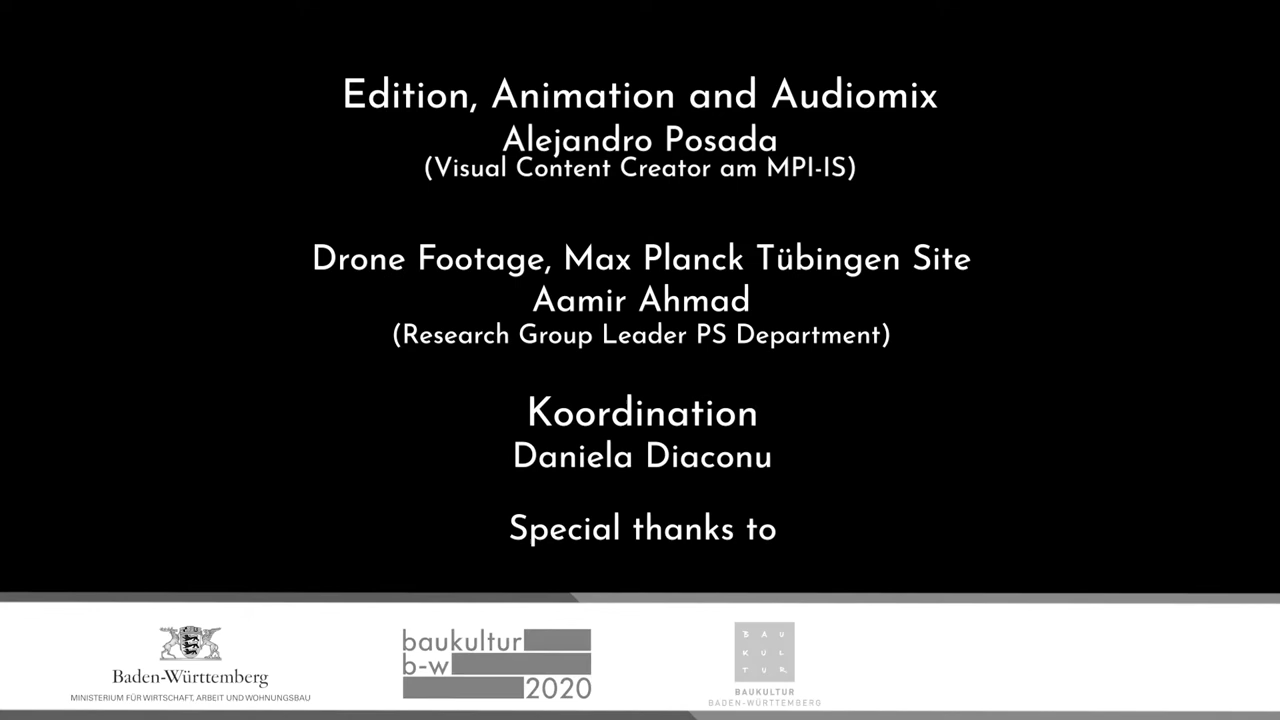 Edition, Animation and Audiomix
Alejandro Posada
(Visual Content Creator am MPI-IS)
Drone Footage, Max Planck Tübingen Site
Aamir Ahmad
(Research Group Leader PS Department)
Koordination
Daniela Diaconu
Special thanks to
Baden-Württemberg
MINISTERIUM FÜR WIRTSCHAFT, ARBEIT UND WOHNUNGSBAU
baukultur
b-w
2020
BAU
KUL
TUR
BAUKULTUR
BADEN-WÜRTTEMBERG